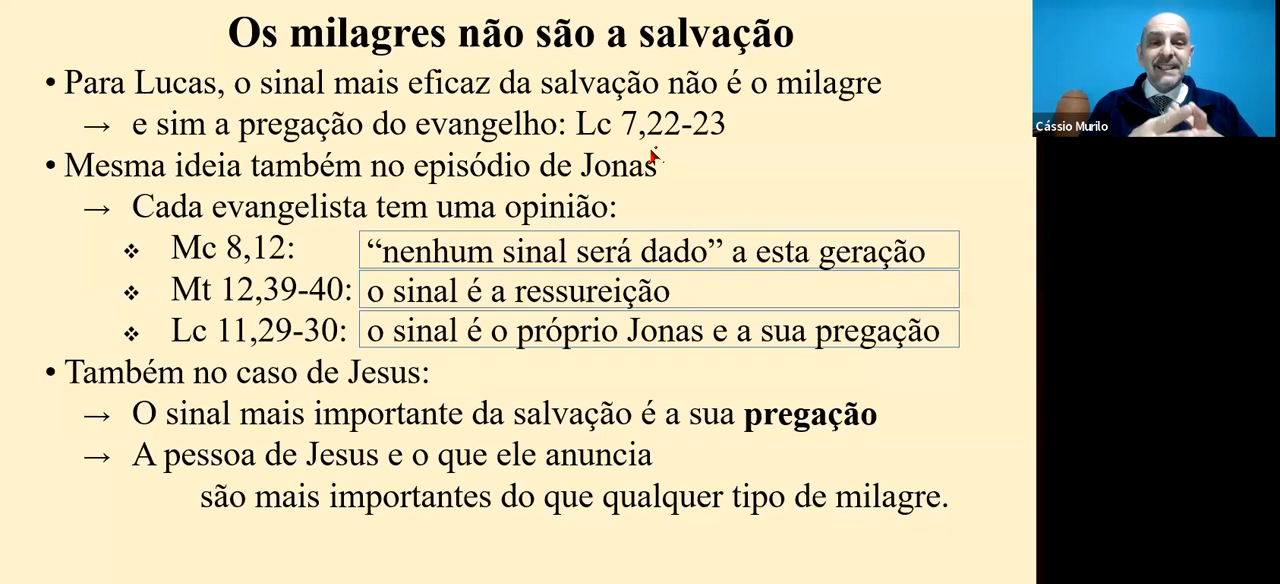 Os milagres não são a salvação
• Para Lucas, o sinal mais eficaz da salvação não é o milagre
→ e sim a pregação do evangelho: Lc 7,22-23
• Mesma ideia também no episódio de Jonas
→ Cada evangelista tem uma opinião:
❖ Mc 8,12: “nenhum sinal será dado” a esta geração
❖ Mt 12,39-40: o sinal é a ressureição
❖ Lc 11,29-30: o sinal é o próprio Jonas e a sua pregação
• Também no caso de Jesus:
→ O sinal mais importante da salvação é a sua pregação
→ A pessoa de Jesus e o que ele anuncia
são mais importantes do que qualquer tipo de milagre.
Cássio Murilo